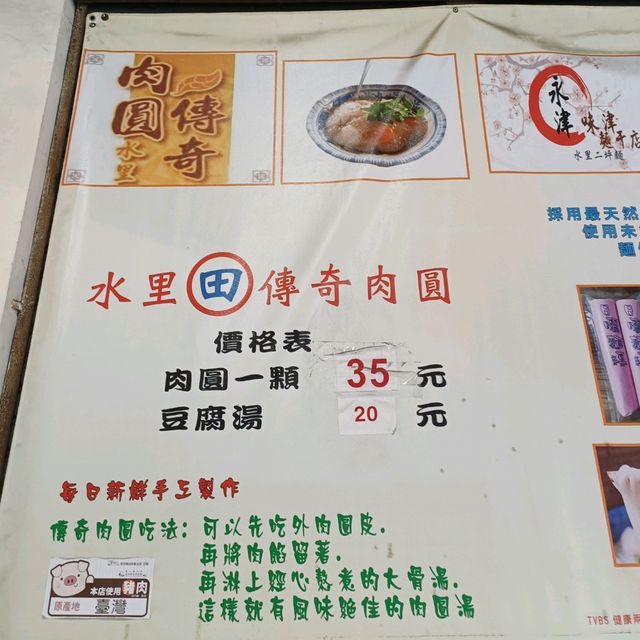 傳奇
肉圓
水里
永津
味津
水里二坪麵
水里田傳奇肉圓
價格表
肉圓一顆 35 元
豆腐湯 20 元
每日新鮮手工製作
傳奇肉圓吃法:可以先吃外肉圓皮.
再將肉餡留著.
再淋上經心熬煮的大骨湯.
這樣就有風味絕佳的肉圓湯
本店使用豬肉
原產地 臺灣
採用最天然
使用未
麵
TVBS 健康